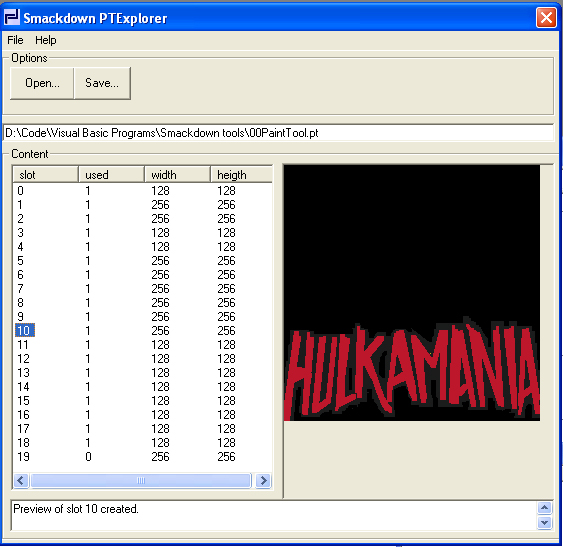 Smackdown PTExplorer
File Help
Options
Open... Save...
D:\Code\Visual Basic Programs\Smackdown tools\00PaintTool.pt
Content
slot used width heigth
0 1 128 128
1 1 256 256
2 1 256 256
3 1 128 128
4 1 128 128
5 1 256 256
6 1 256 256
7 1 256 256
8 1 256 256
9 1 256 256
10 1 256 256
11 1 128 128
12 1 128 128
13 1 128 128
14 1 128 128
15 1 128 128
16 1 128 128
17 1 128 128
18 1 128 128
19 0 256 256
HULKAMANIA
Preview of slot 10 created.